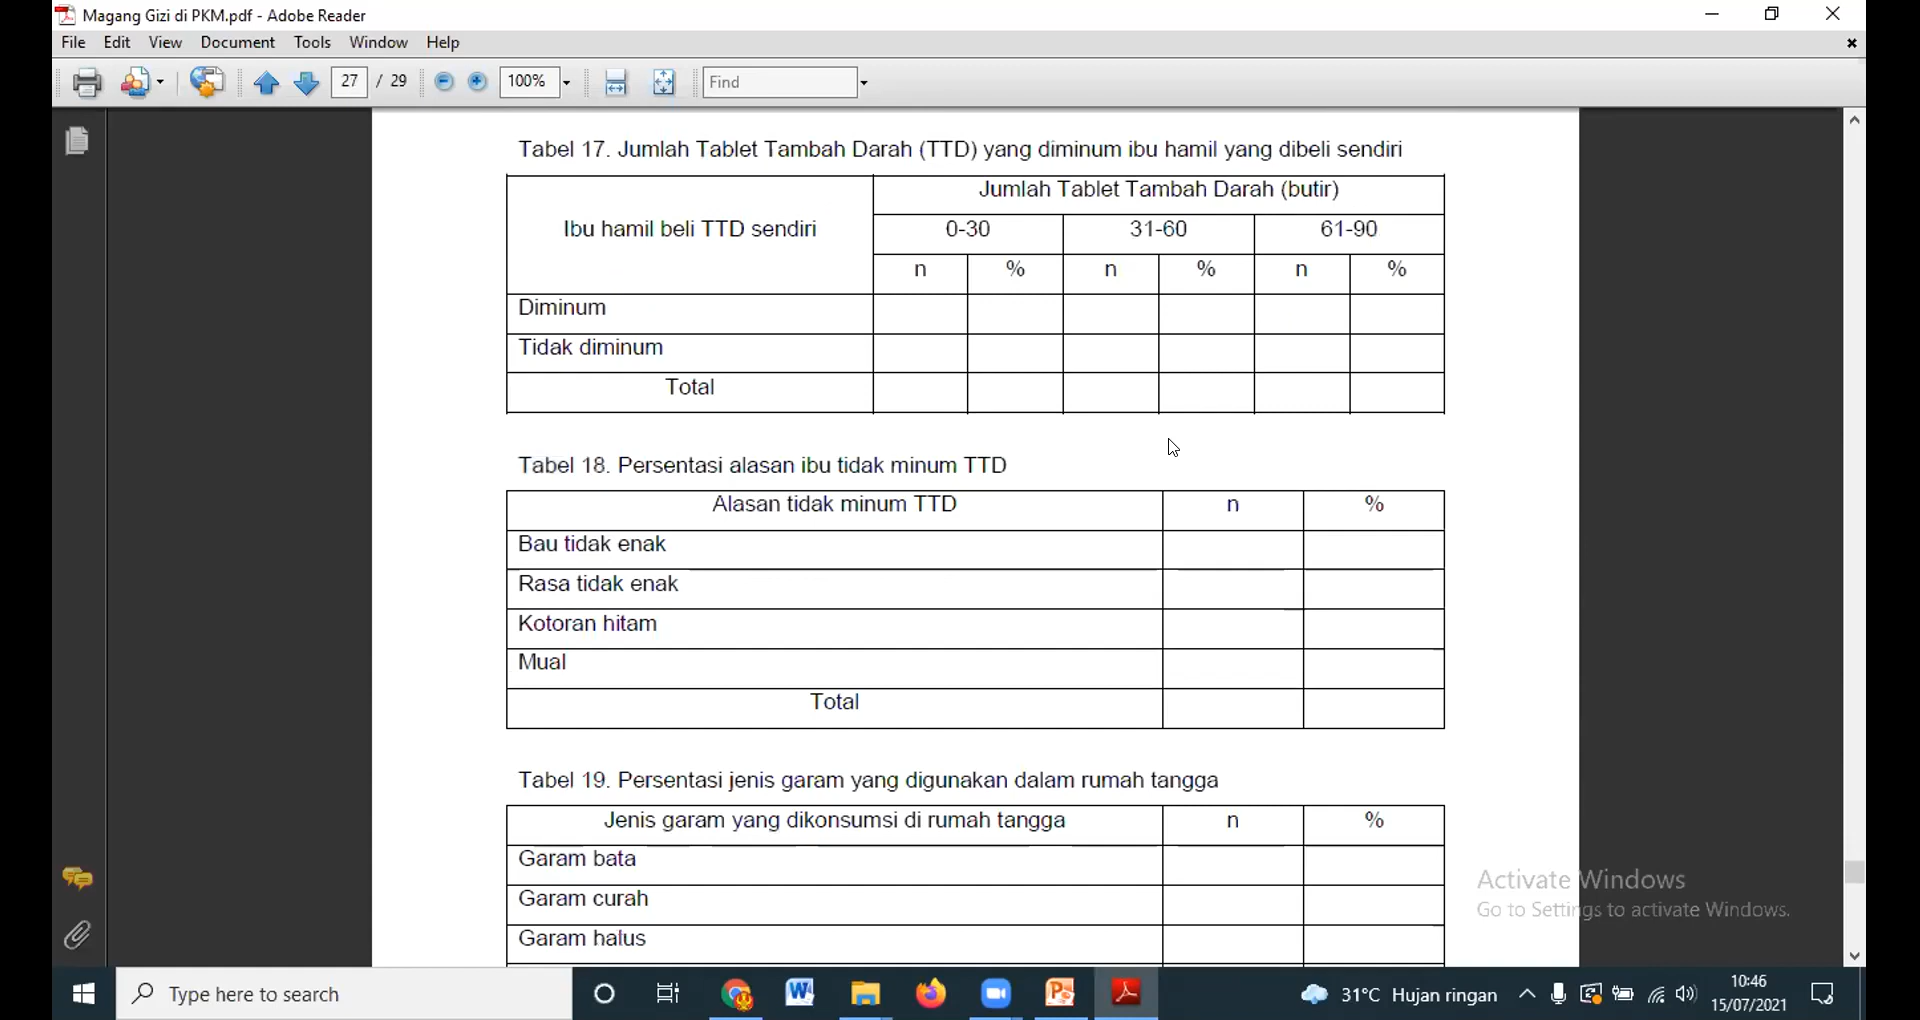 Magang Gizi di PKM.pdf - Adobe Reader
File Edit View Document Tools Window Help
27 / 29 100% Find
Tabel 17. Jumlah Tablet Tambah Darah (TTD) yang diminum ibu hamil yang dibeli sendiri
Jumlah Tablet Tambah Darah (butir)
Ibu hamil beli TTD sendiri 0-30 31-60 61-90
n % n % n %
Diminum
Tidak diminum
Total
Tabel 18. Persentasi alasan ibu tidak minum TTD
Alasan tidak minum TTD n %
Bau tidak enak
Rasa tidak enak
Kotoran hitam
Mual
Total
Tabel 19. Persentasi jenis garam yang digunakan dalam rumah tangga
Jenis garam yang dikonsumsi di rumah tangga n %
Garam bata
Garam curah
Garam halus
Activate Windows
Go to Settings to activate Windows.
Type here to search
31°C Hujan ringan
10:46
15/07/2021